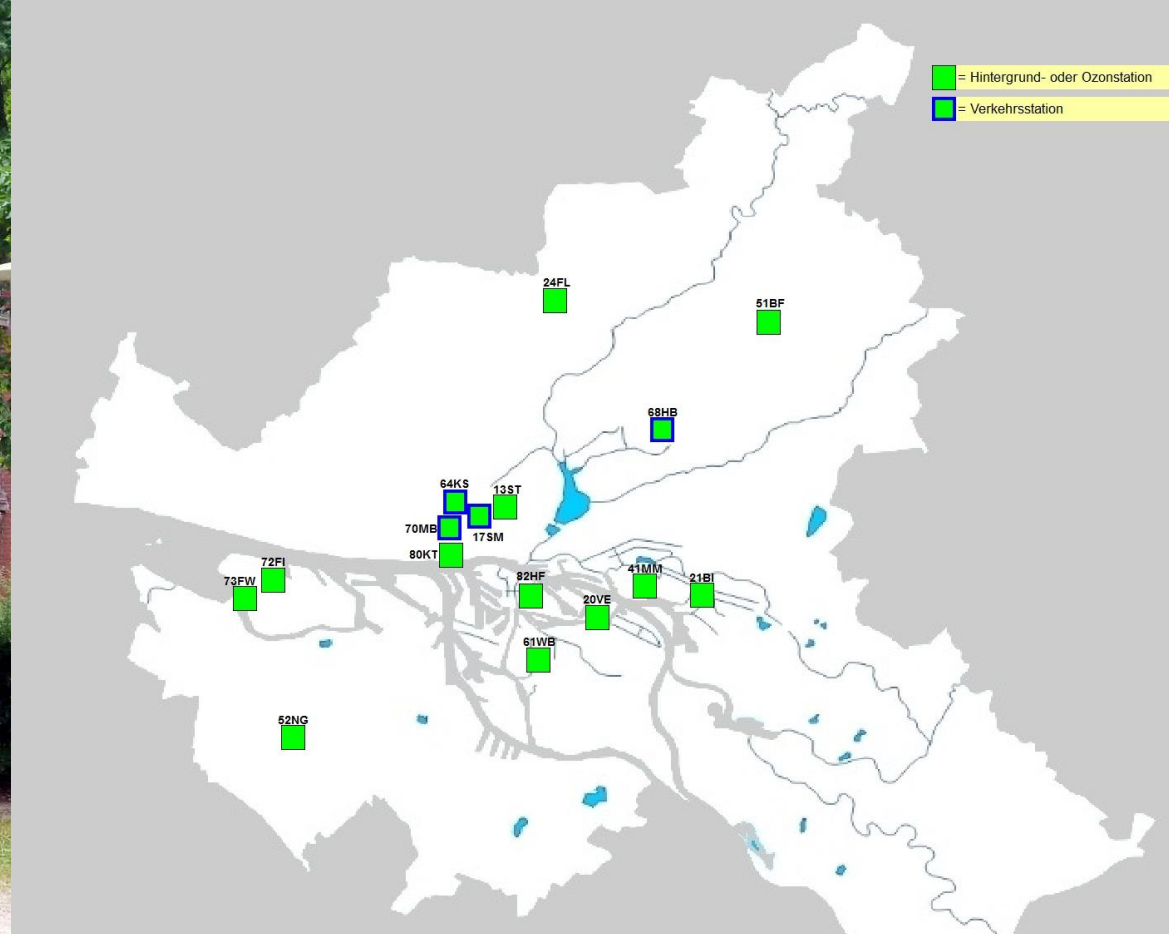 = Hintergrund- oder Ozonstation
= Verkehrsstation
24FL
51BF
68HB
64KS
13ST
70MB
17SM
80KT
72FI
73FW
82HF
41MM
21BI
20VE
61WB
52NG